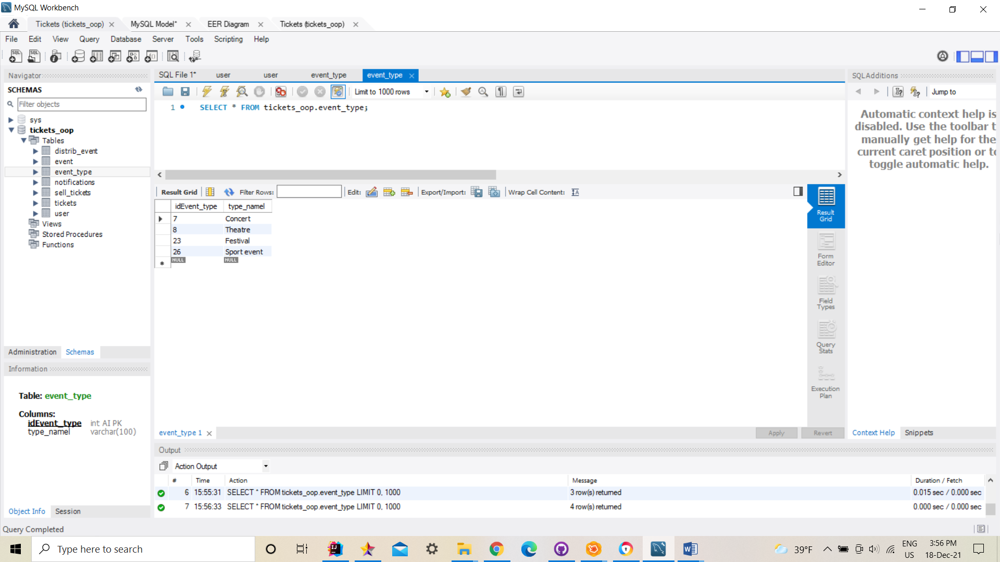 MySQL Workbench
Tickets (tickets_oop) MySQL Model* EER Diagram Tickets (tickets_oop)
File Edit View Query Database Server Tools Scripting Help
Navigator
SCHEMAS
Filter objects
sys
tickets_oop
Tables
distrib_event
event
event_type
notifications
sell_tickets
tickets
user
Views
Stored Procedures
Functions
Administration Schemas
Information
Table: event_type
Columns:
idEvent_type int AI PK
type_namel varchar(100)
Object Info Session
SQL File 1* user user event_type event_type
Limit to 1000 rows
1 SELECT * FROM tickets_oop.event_type;
Result Grid Filter Rows: Edit: Export/Import: Wrap Cell Content:
idEvent_type type_namel
7 Concert
8 Theatre
23 Festival
26 Sport event
NULL NULL
Result
Grid
Form
Editor
Field
Types
Query
Stats
Execution
Plan
event_type 1 Apply Revert
SQLAdditions
Jump to
Automatic context help is
disabled. Use the toolbar t
manually get help for the
current caret position or to
toggle automatic help.
Context Help Snippets
Output
Action Output
# Time Action Message Duration / Fetch
6 15:55:31 SELECT * FROM tickets_oop.event_type LIMIT 0, 1000 3 row(s) returned 0.015 sec / 0.000 sec
7 15:56:33 SELECT * FROM tickets_oop.event_type LIMIT 0, 1000 4 row(s) returned 0.000 sec / 0.000 sec
Query Completed
Type here to search
39°F
ENG
US
3:56 PM
18-Dec-21